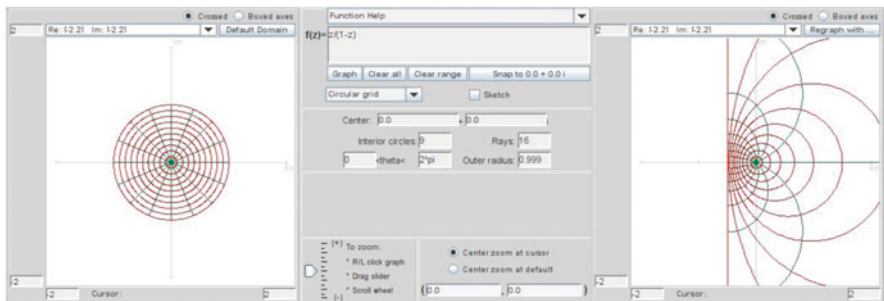 Crossed Boxed axes
2 Re: [-2.2] Im: [-2.2] Default Domain
Im
Re
-2
-2 Cursor: 2
Function Help
f(z)= z/(1-z)
Graph Clear all Clear range Snap to 0.0 + 0.0 i
Circular grid Sketch
Center: 0.0 + 0.0 i
Interior circles: 9 Rays: 16
0 <theta< 2*pi Outer radius: 0.999
(+) To zoom:
* R/L click graph
* Drag slider
* Scroll wheel
(-)
Center zoom at cursor
Center zoom at default
( 0.0 , 0.0 )
Crossed Boxed axes
2 Re: [-2.2] Im: [-2.2] Regraph with ...
Im
Re
-2
-2 Cursor: 2